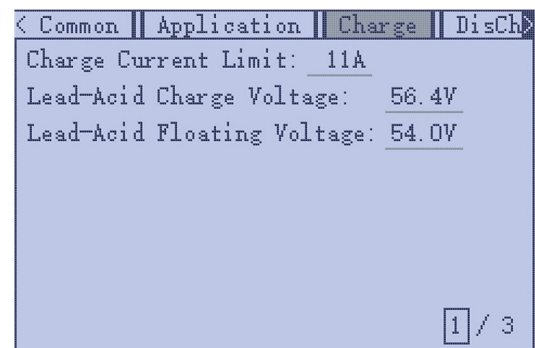 < Common || Application || Charge || DisCh>
Charge Current Limit: 11A
Lead-Acid Charge Voltage: 56.4V
Lead-Acid Floating Voltage: 54.0V
1 / 3